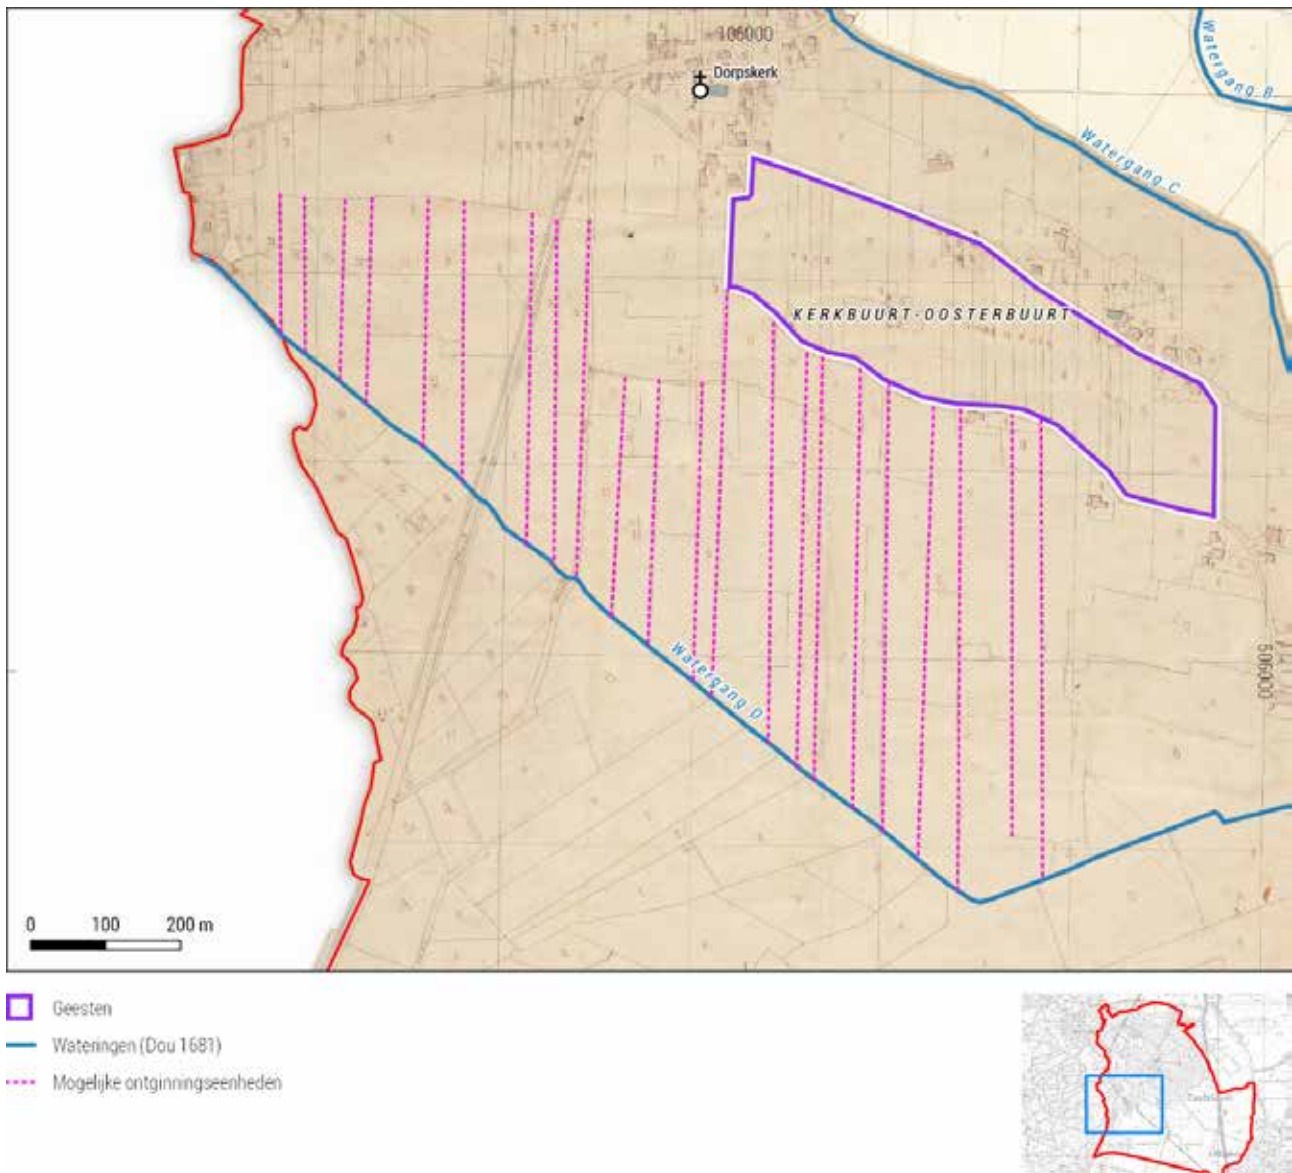 106000
Dorpskerk
Watergang B
Watergang C
KERKBUURT-OOSTERBUURT
506000
Watergang D
0 100 200 m
Geesten
Wateringen (Dou 1681)
Mogelijke ontginningseenheden